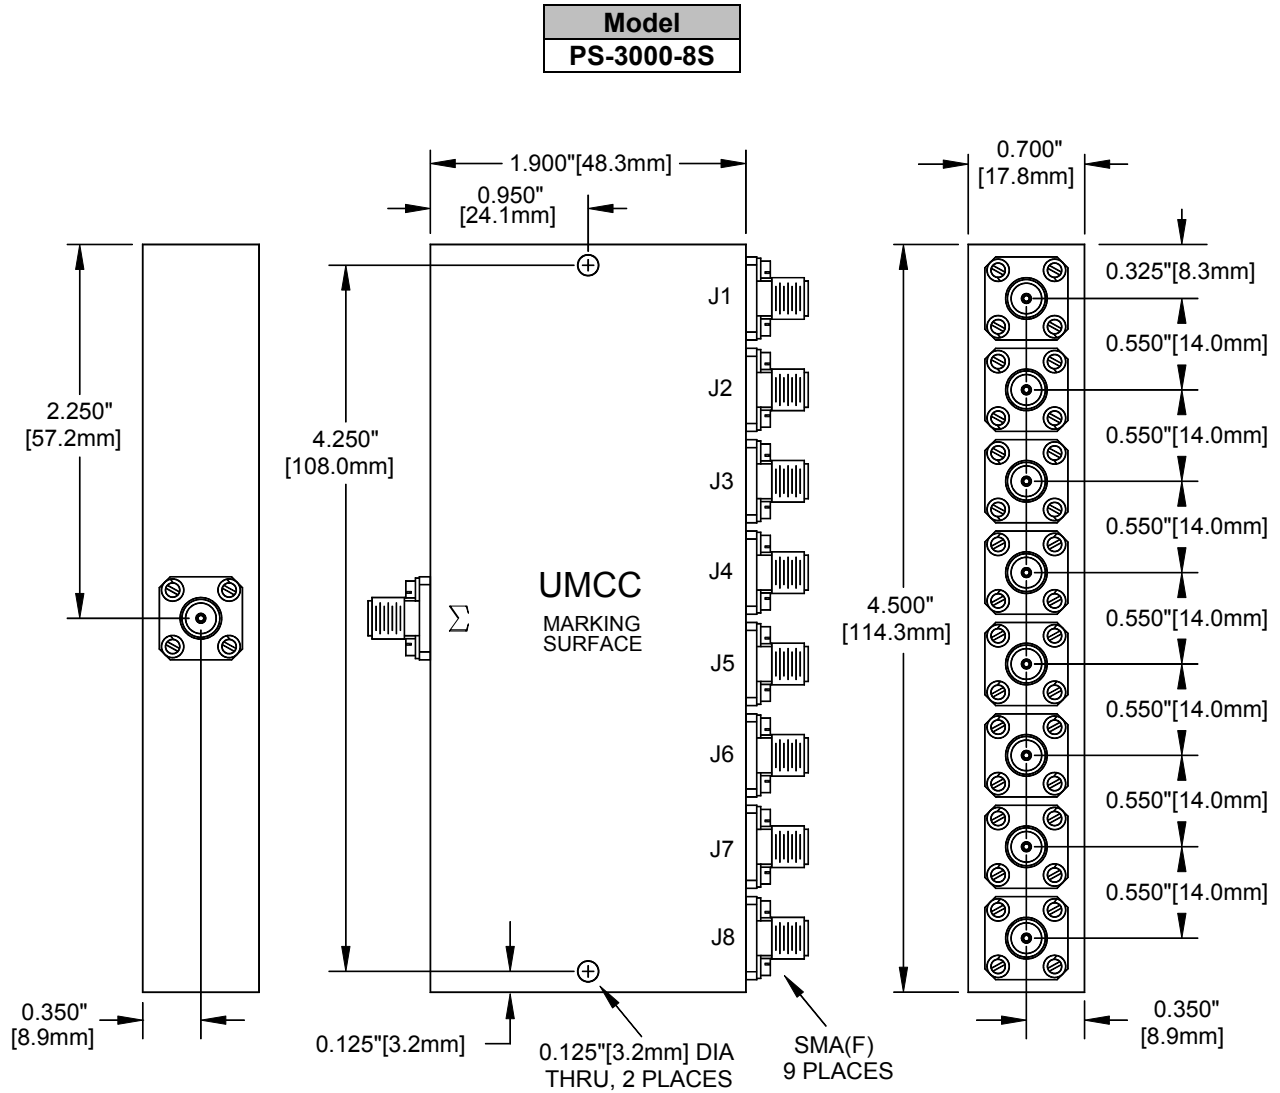 Model
PS-3000-8S
1.900"[48.3mm]
0.950"
[24.1mm]
0.700"
[17.8mm]
0.325"[8.3mm]
0.550"[14.0mm]
0.550"[14.0mm]
0.550"[14.0mm]
0.550"[14.0mm]
0.550"[14.0mm]
0.550"[14.0mm]
0.550"[14.0mm]
2.250"
[57.2mm]
4.250"
[108.0mm]
J1
J2
J3
J4
J5
J6
J7
J8
Σ
UMCC
MARKING
SURFACE
4.500"
[114.3mm]
0.350"
[8.9mm]
0.125"[3.2mm]
0.125"[3.2mm] DIA
THRU, 2 PLACES
SMA(F)
9 PLACES
0.350"
[8.9mm]